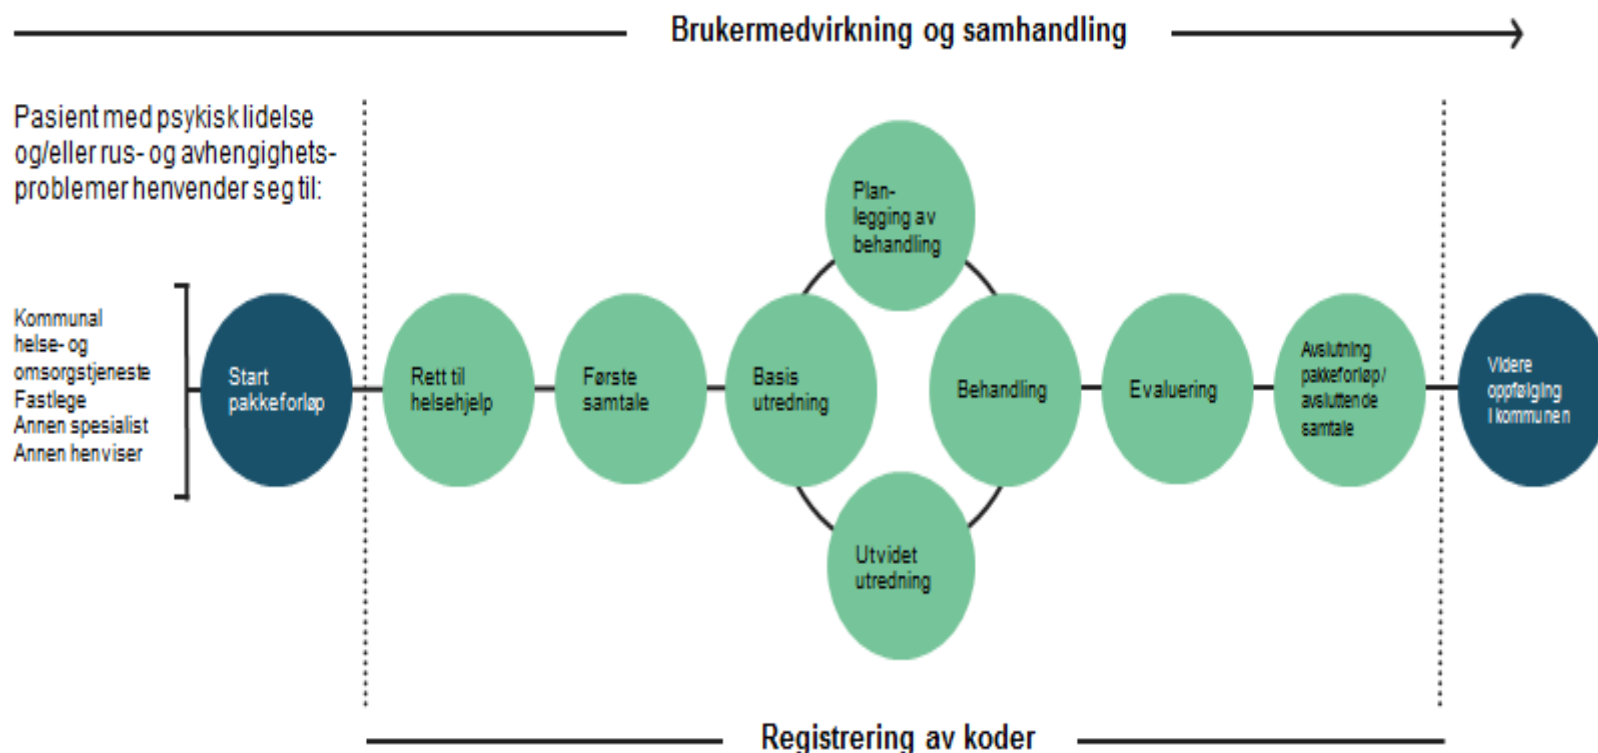 Brukermedvirkning og samhandling
Pasient med psykisk lidelse
og/eller rus- og avhengighets-
problemer henvender seg til:
Kommunal
helse- og
omsorgstjeneste
Fastlege
Annen spesialist
Annen henviser
Start
pakkeforløp
Rett til
helsehjelp
Første
samtale
Basis
utredning
Plan-
legging av
behandling
Utvidet
utredning
Behandling
Evaluering
Avslutning
pakkeforløp/
avsluttende
samtale
Videre
oppfølging
I kommunen
Registrering av koder